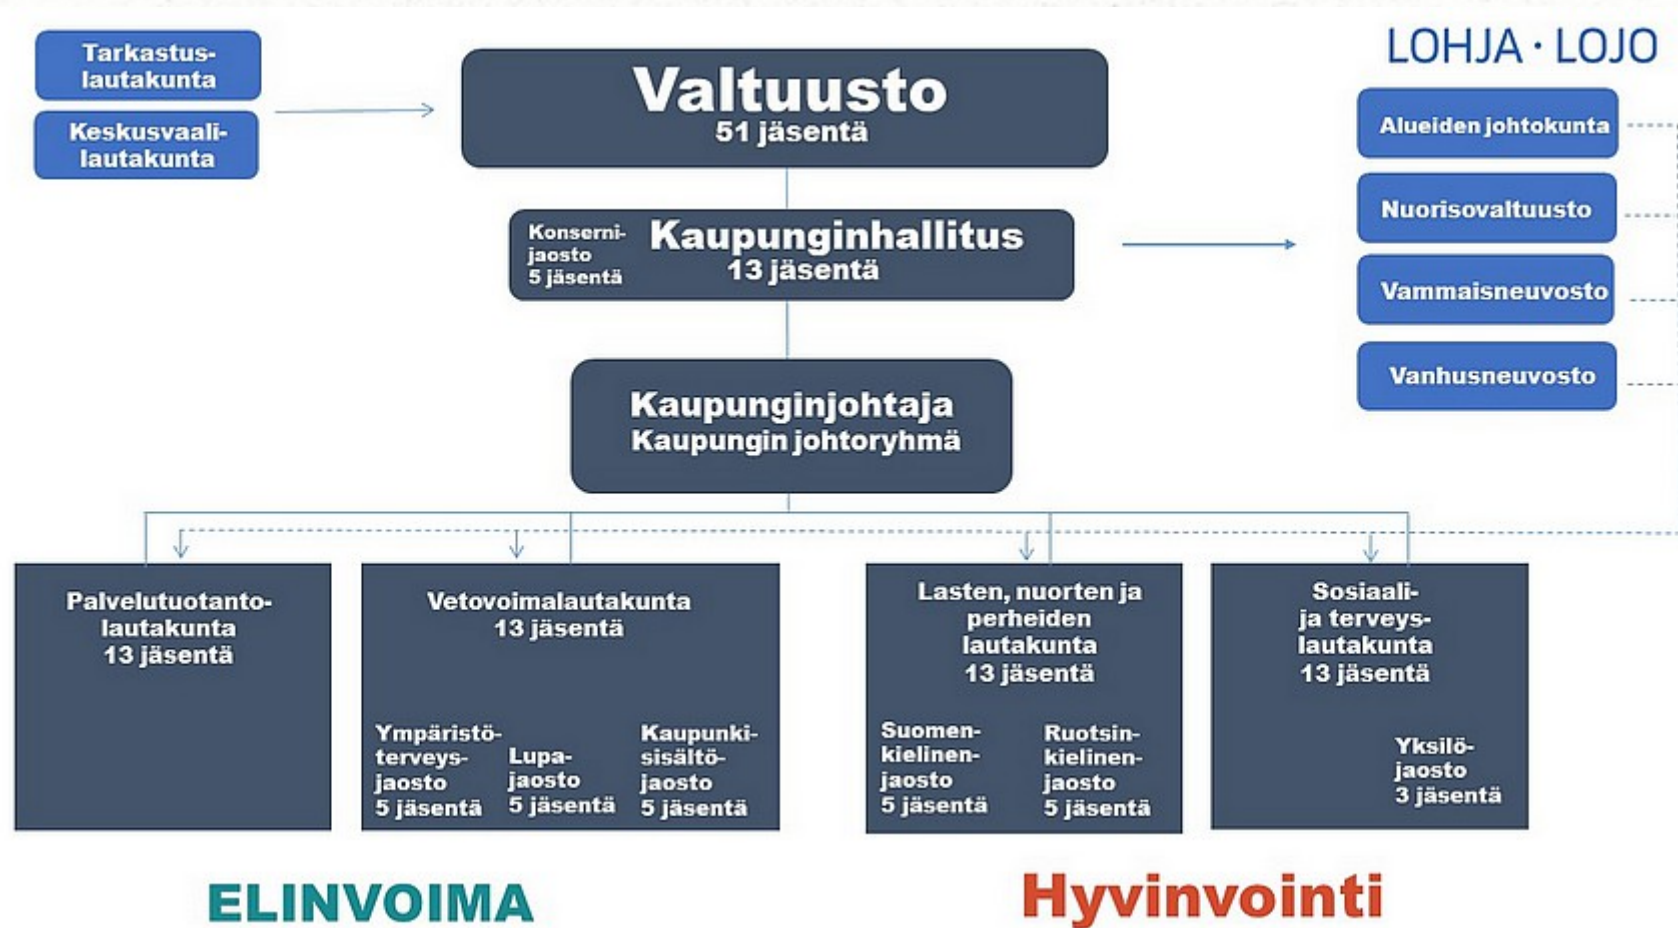 Tarkastus-
lautakunta
Keskusvaali-
lautakunta
Valtuusto
51 jäsentä
LOHJA · LOJO
Alueiden johtokunta
Nuorisovaltuusto
Vammaisneuvosto
Vanhusneuvosto
Konserni-
jaosto
5 jäsentä
Kaupunginhallitus
13 jäsentä
Kaupunginjohtaja
Kaupungin johtoryhmä
Palvelutuotanto-
lautakunta
13 jäsentä
Vetovoimalautakunta
13 jäsentä
Ympäristö-
terveys-
jaosto
5 jäsentä
Lupa-
jaosto
5 jäsentä
Kaupunki-
sisältö-
jaosto
5 jäsentä
Lasten, nuorten ja
perheiden
lautakunta
13 jäsentä
Suomen-
kielinen-
jaosto
5 jäsentä
Ruotsin-
kielinen-
jaosto
5 jäsentä
Sosiaali-
ja terveys-
lautakunta
13 jäsentä
Yksilö-
jaosto
3 jäsentä
ELINVOIMA
Hyvinvointi